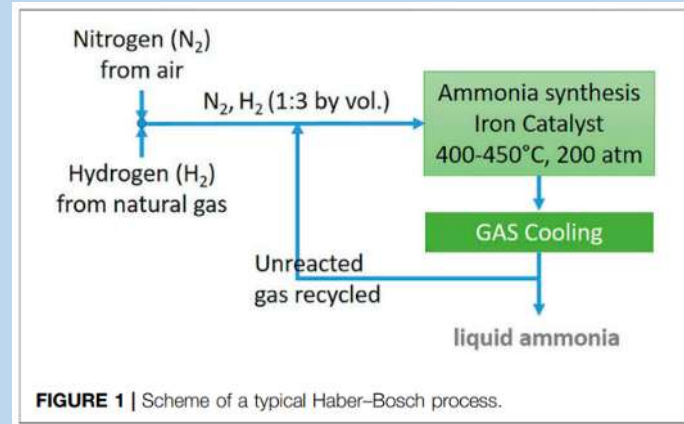 Nitrogen (N₂)
from air
N₂, H₂ (1:3 by vol.)
Hydrogen (H₂)
from natural gas
Ammonia synthesis
Iron Catalyst
400-450°C, 200 atm
GAS Cooling
Unreacted
gas recycled
liquid ammonia
FIGURE 1 | Scheme of a typical Haber–Bosch process.